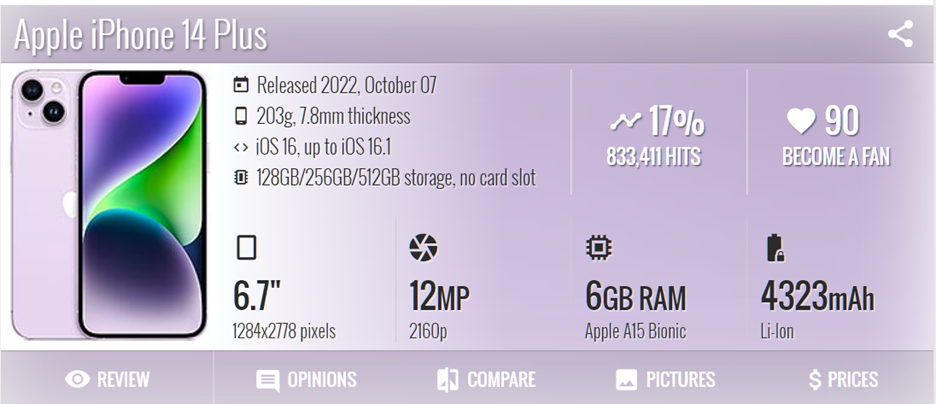 Apple iPhone 14 Plus
Released 2022, October 07
203g, 7.8mm thickness
iOS 16, up to iOS 16.1
128GB/256GB/512GB storage, no card slot
17%
833,411 HITS
90
BECOME A FAN
6.7"
1284x2778 pixels
12MP
2160p
6GB RAM
Apple A15 Bionic
4323mAh
Li-Ion
REVIEW
OPINIONS
COMPARE
PICTURES
PRICES